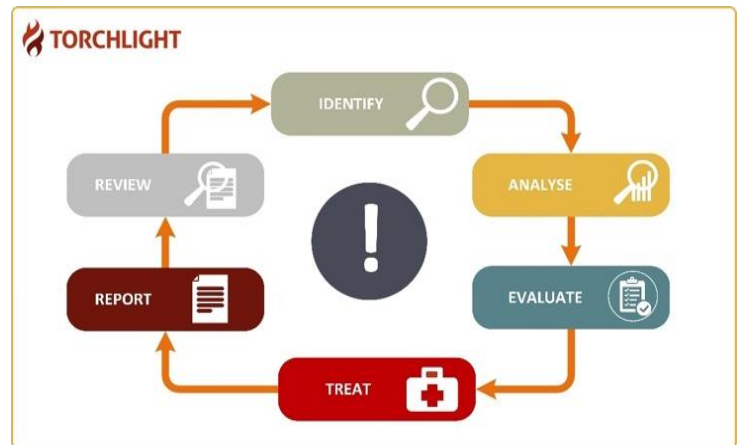 TORCHLIGHT
IDENTIFY
ANALYSE
EVALUATE
TREAT
REPORT
REVIEW
!